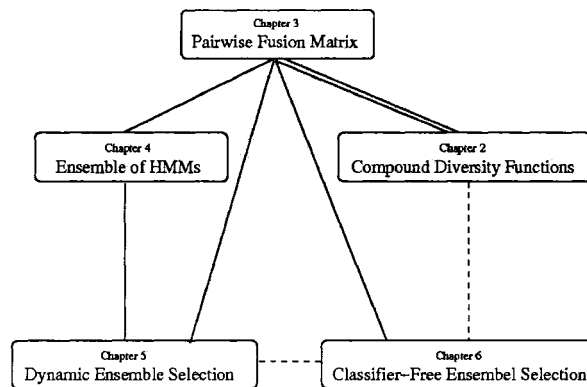 Chapter 3
Pairwise Fusion Matrix
Chapter 4
Ensemble of HMMs
Chapter 2
Compound Diversity Functions
Chapter 5
Dynamic Ensemble Selection
Chapter 6
Classifier-Free Ensembel Selection